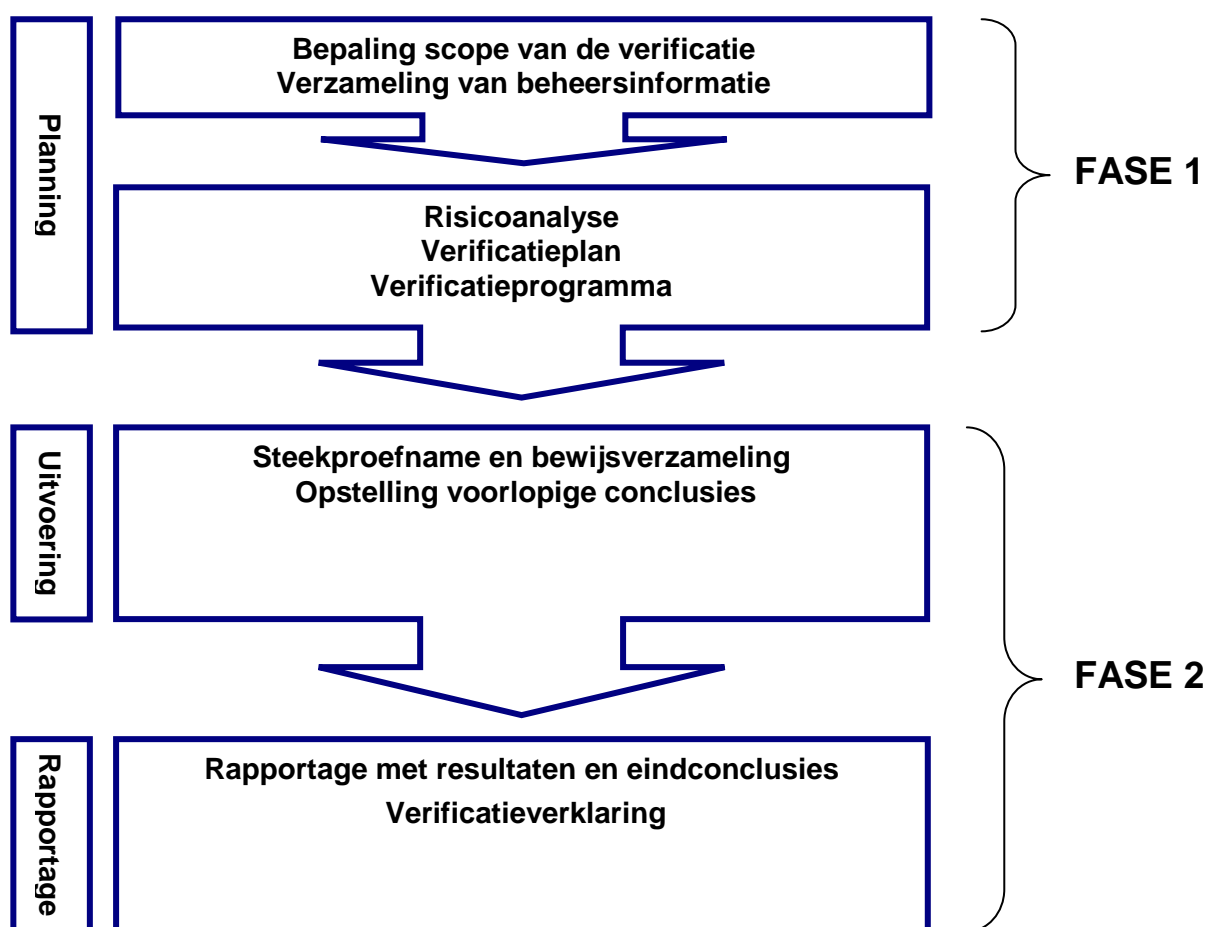 Planning
Bepaling scope van de verificatie
Verzameling van beheersinformatie
Risicoanalyse
Verificatieplan
Verificatieprogramma
FASE 1
Uitvoering
Steekproefname en bewijsverzameling
Opstelling voorlopige conclusies
Rapportage
Rapportage met resultaten en eindconclusies
Verificatieverklaring
FASE 2